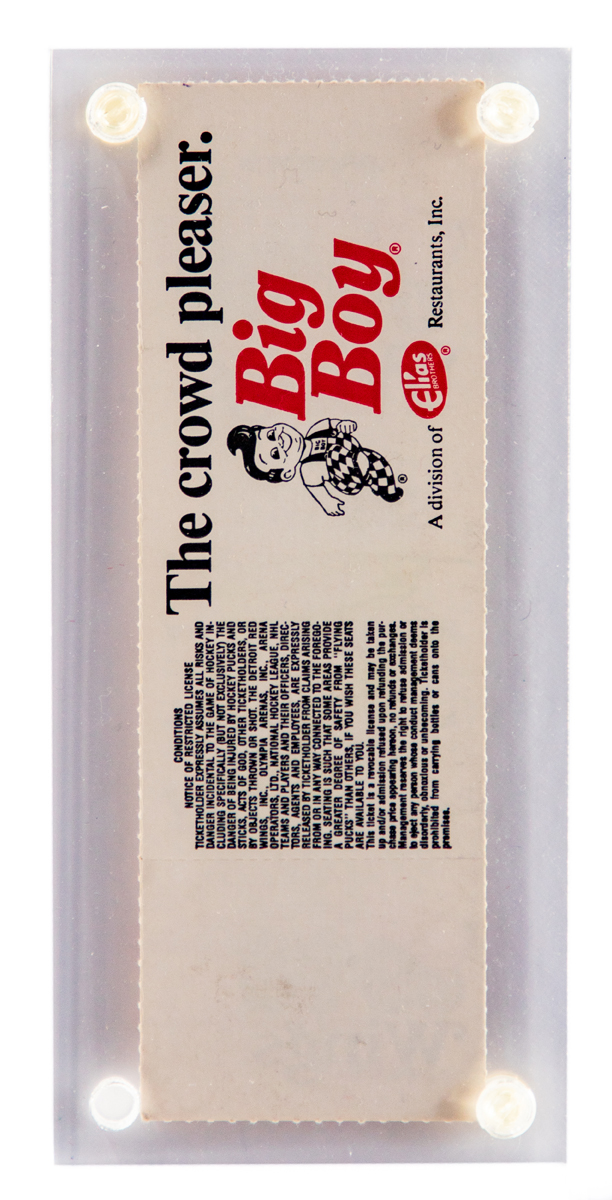 The crowd pleaser.
BIG BOY
Big
Boy®
®
A division of Elias BROTHERS ® Restaurants, Inc.
CONDITIONS
NOTICE OF RESTRICTED LICENSE
TICKETHOLDER EXPRESSLY ASSUMES ALL RISKS AND
DANGER INCIDENTAL TO THE GAME OF HOCKEY IN-
CLUDING SPECIFICALLY (BUT NOT EXCLUSIVELY) THE
DANGER OF BEING INJURED BY HOCKEY PUCKS AND
STICKS, ACTS OF GOD, OTHER TICKETHOLDERS, OR
BY OBJECTS THROWN OR SHOT. THE DETROIT RED
WINGS, INC., OLYMPIA ARENAS, INC., ARENA
OPERATORS, LTD., NATIONAL HOCKEY LEAGUE, NHL
TEAMS AND PLAYERS AND THEIR OFFICERS, DIREC-
TORS, AGENTS AND EMPLOYEES, ARE EXPRESSLY
RELEASED BY TICKETHOLDER FROM CLAIMS ARISING
FROM OR IN ANY WAY CONNECTED TO THE FOREGO-
ING. SEATING IS SUCH THAT SOME AREAS PROVIDE
A GREATER DEGREE OF SAFETY FROM "FLYING
PUCKS" THAN OTHERS. IF YOU WISH THESE SEATS
ARE AVAILABLE TO YOU.
This ticket is a revocable license and may be taken
up and/or admission refused upon refunding the pur-
chase price appearing hereon, no refunds or exchanges.
Management reserves the right to refuse admission or
to eject any person whose conduct management deems
disorderly, obnoxious or unbecoming. Ticketholder is
prohibited from carrying bottles or cans onto the
premises.